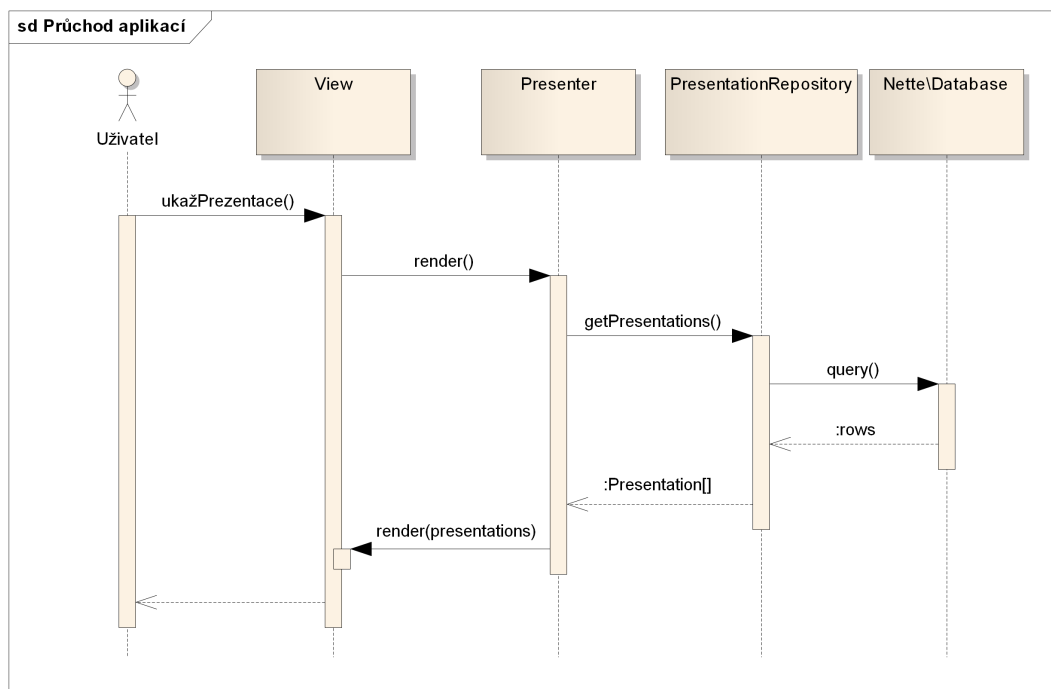 sd Průchod aplikací
Uživatel
View
Presenter
PresentationRepository
Nette\Database
ukažPrezentace()
render()
getPresentations()
query()
:rows
:Presentation[]
render(presentations)